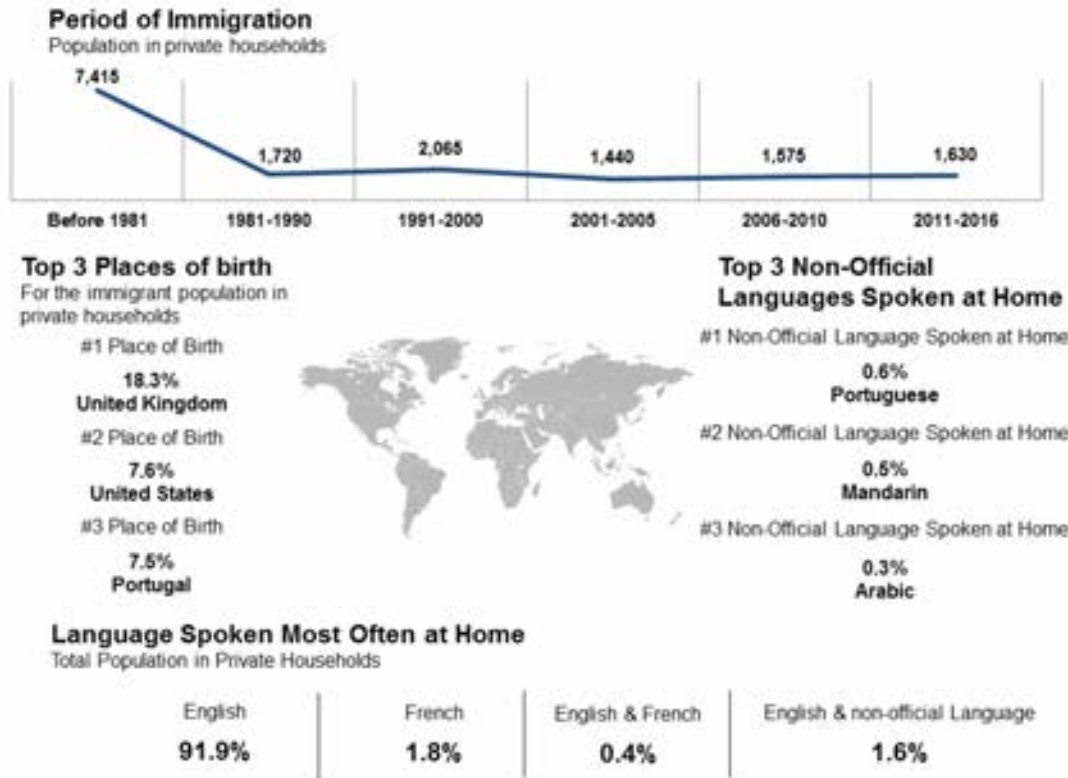 Period of Immigration
Population in private households
7,415
1,720
2,065
1,440
1,575
1,630
Before 1981
1981-1990
1991-2000
2001-2005
2006-2010
2011-2016
Top 3 Places of birth
For the immigrant population in
private households
#1 Place of Birth
18.3%
United Kingdom
#2 Place of Birth
7.6%
United States
#3 Place of Birth
7.5%
Portugal
Top 3 Non-Official
Languages Spoken at Home
#1 Non-Official Language Spoken at Home
0.6%
Portuguese
#2 Non-Official Language Spoken at Home
0.5%
Mandarin
#3 Non-Official Language Spoken at Home
0.3%
Arabic
Language Spoken Most Often at Home
Total Population in Private Households
English
91.9%
French
1.8%
English & French
0.4%
English & non-official Language
1.6%